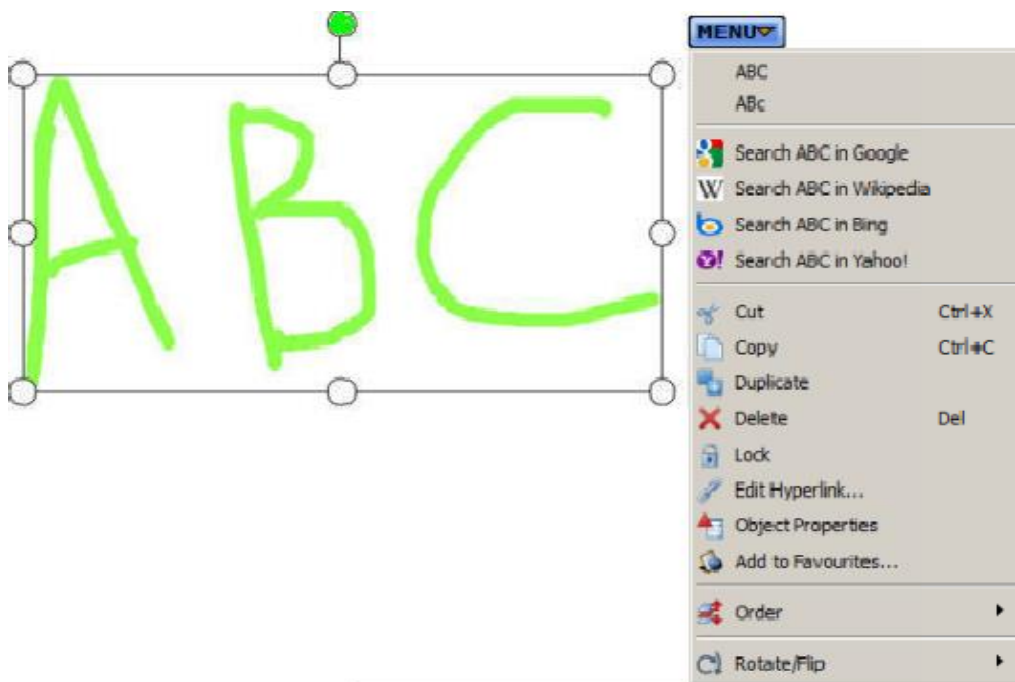 ABC
MENU
ABC
ABc
Search ABC in Google
W Search ABC in Wikipedia
Search ABC in Bing
Y! Search ABC in Yahoo!
Cut Ctrl+X
Copy Ctrl+C
Duplicate
Delete Del
Lock
Edit Hyperlink...
Object Properties
Add to Favourites...
Order
Rotate/Flip